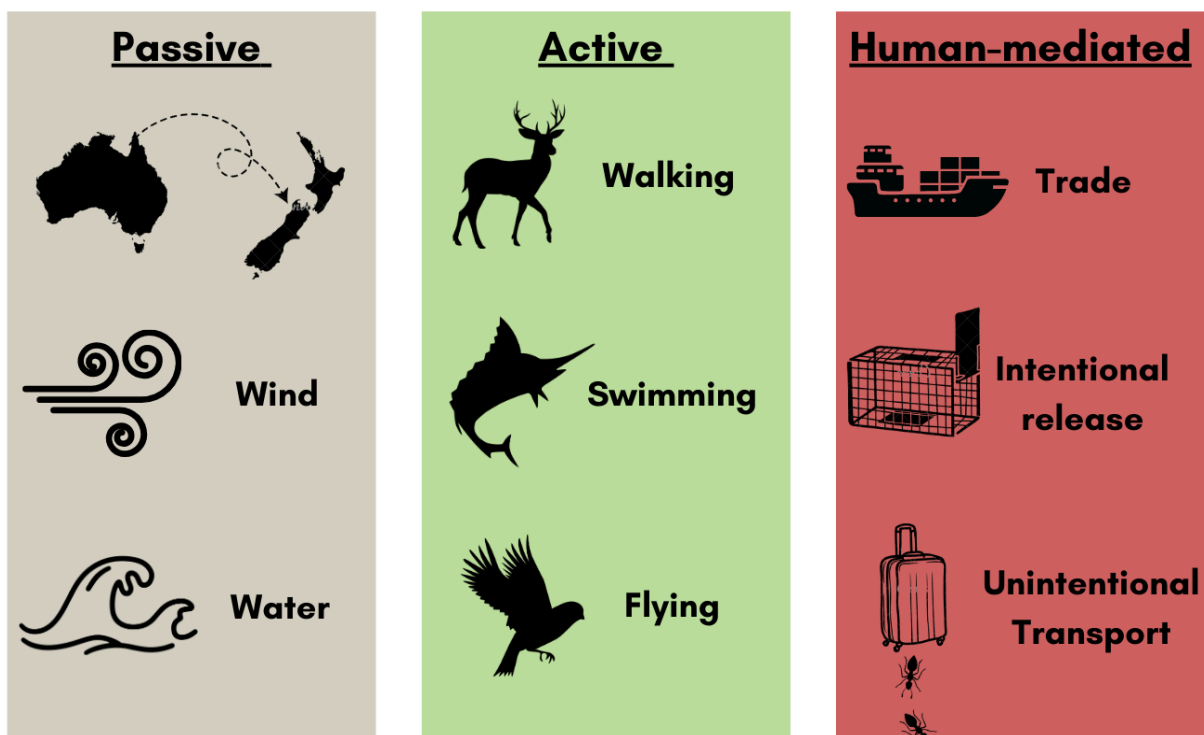 Passive
Wind
Water
Active
Walking
Swimming
Flying
Human-mediated
Trade
Intentional
release
Unintentional
Transport